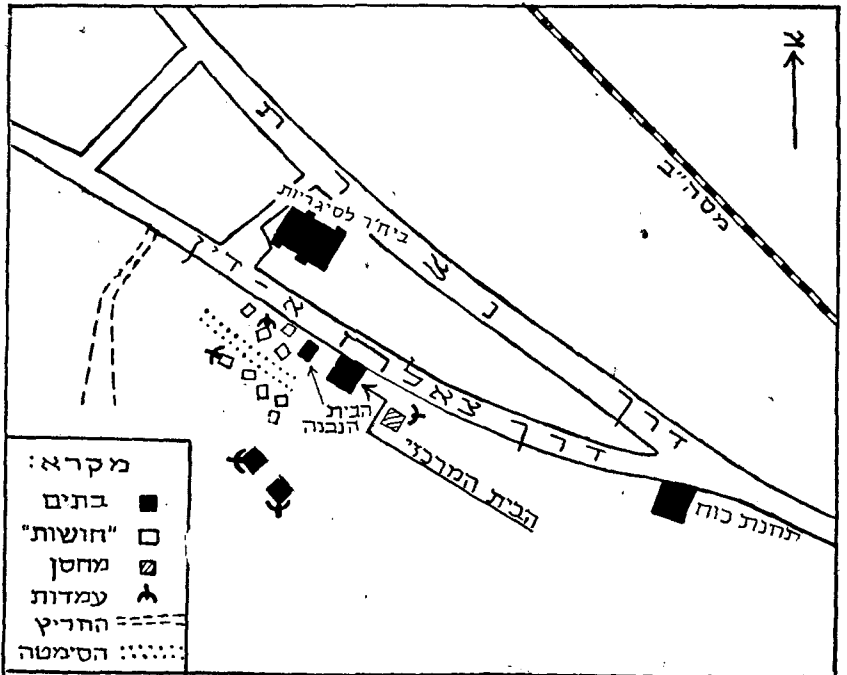 א
מסה"ב
דרך נצרת
ביח'ר לסיגריות
דרך צאלח א-דין
הבית
הנבנה
הבית המרכזי
תחנת כוח
מקרא:
בתים
"חושות"
מחסן
עמדות
החריץ
הסימטה